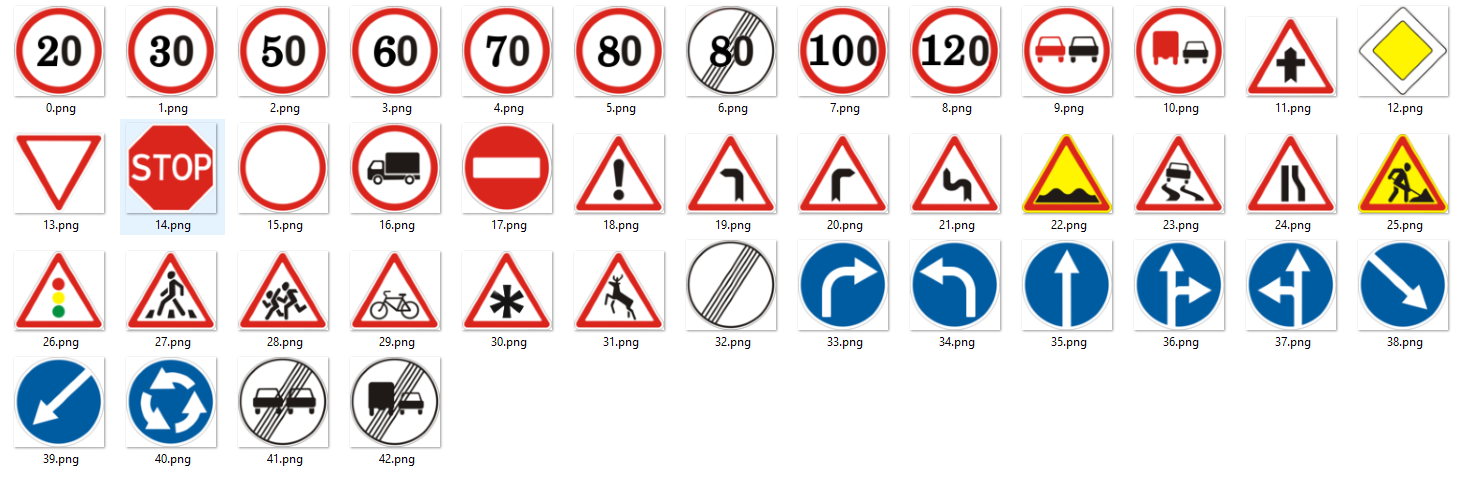 20 30 50 60 70 80 80 100 120
0.png 1.png 2.png 3.png 4.png 5.png 6.png 7.png 8.png 9.png 10.png 11.png 12.png
STOP
13.png 14.png 15.png 16.png 17.png 18.png 19.png 20.png 21.png 22.png 23.png 24.png 25.png
26.png 27.png 28.png 29.png 30.png 31.png 32.png 33.png 34.png 35.png 36.png 37.png 38.png
39.png 40.png 41.png 42.png